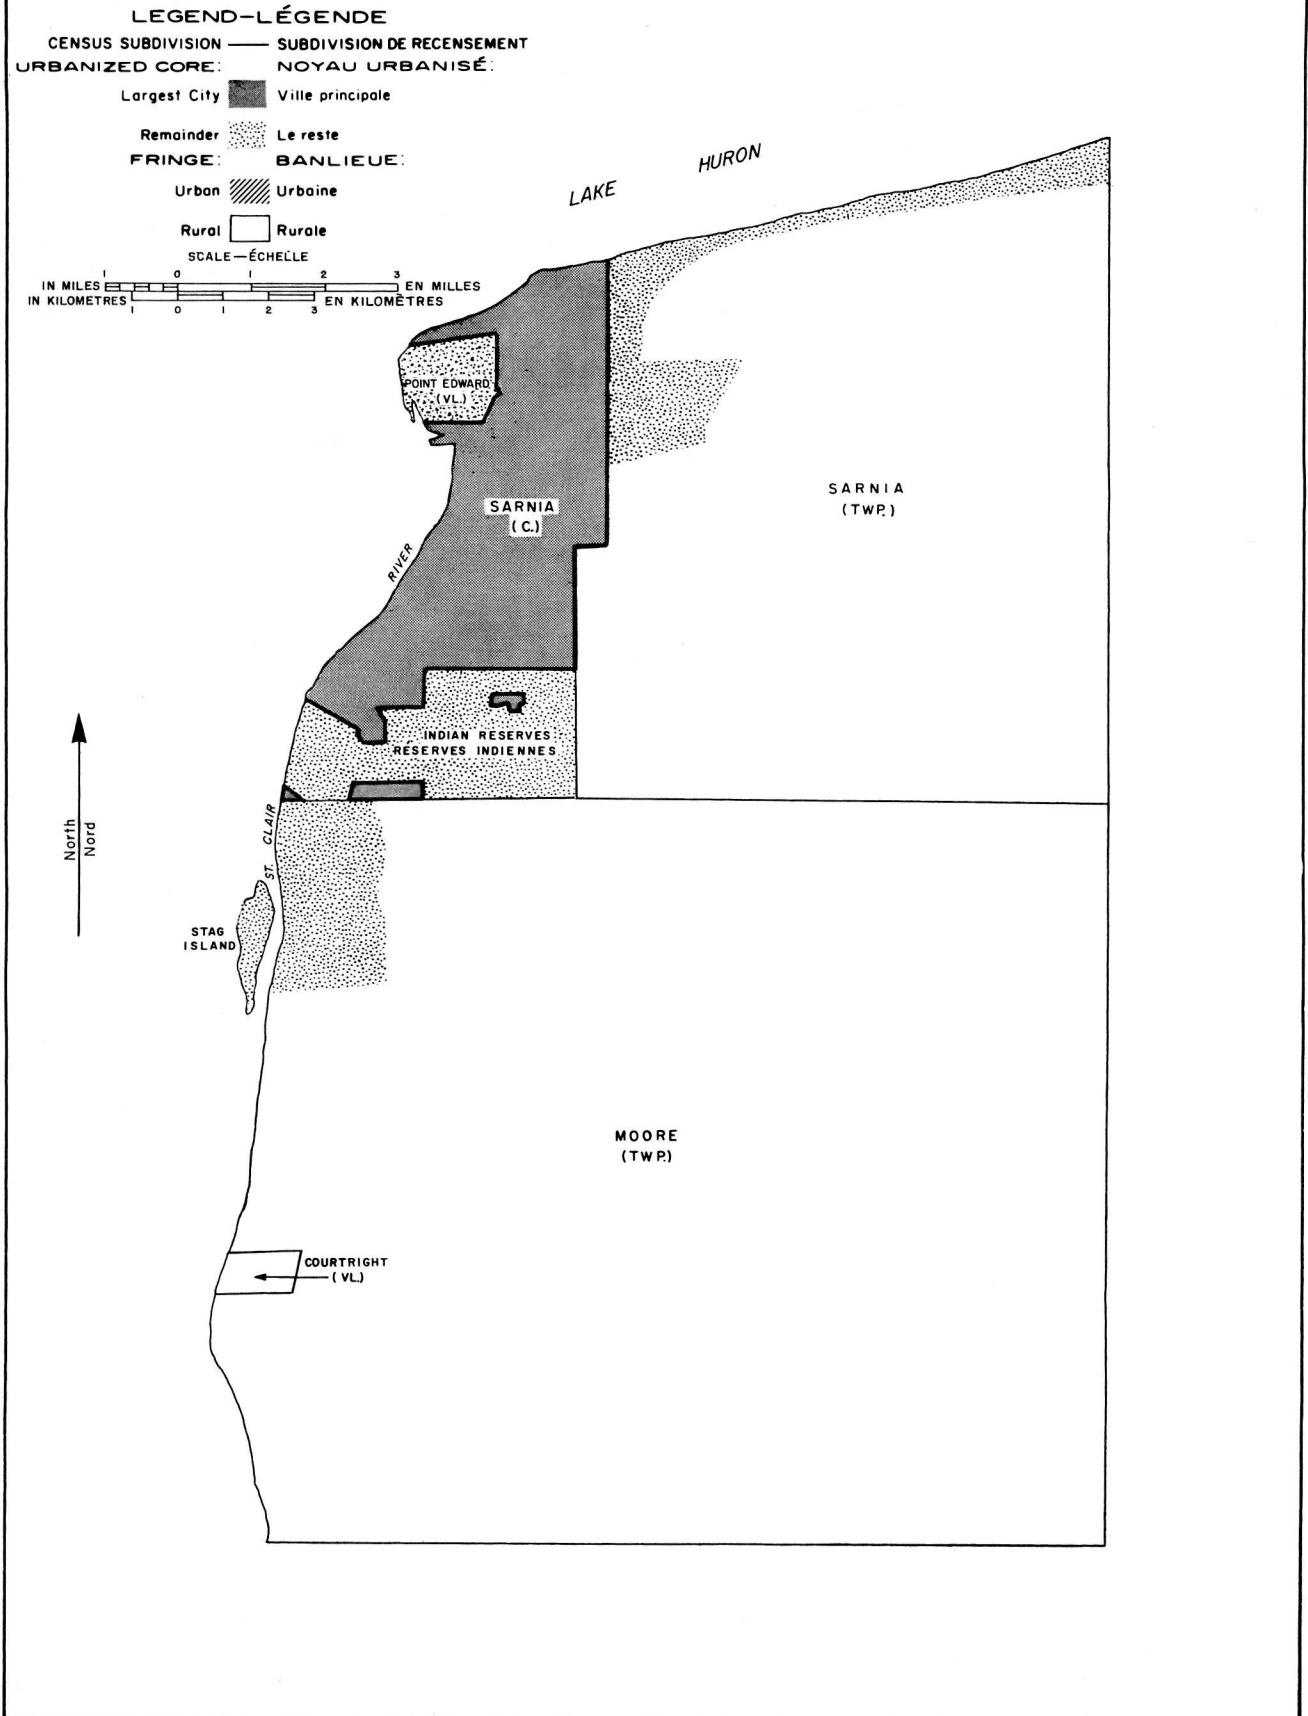 LEGEND–LÉGENDE
CENSUS SUBDIVISION — SUBDIVISION DE RECENSEMENT
URBANIZED CORE: NOYAU URBANISÉ:
Largest City Ville principale
Remainder Le reste
FRINGE: BANLIEUE:
Urban Urbaine
Rural Rurale
SCALE—ÉCHELLE
1 0 1 2 3
IN MILES EN MILLES
IN KILOMETRES EN KILOMÈTRES
1 0 1 2 3
LAKE HURON
POINT EDWARD
(VL.)
SARNIA
(C.)
SARNIA
(TWP.)
RIVER
INDIAN RESERVES
RÉSERVES INDIENNES
North
Nord
ST. CLAIR
STAG
ISLAND
MOORE
(TWP.)
COURTRIGHT
(VL.)